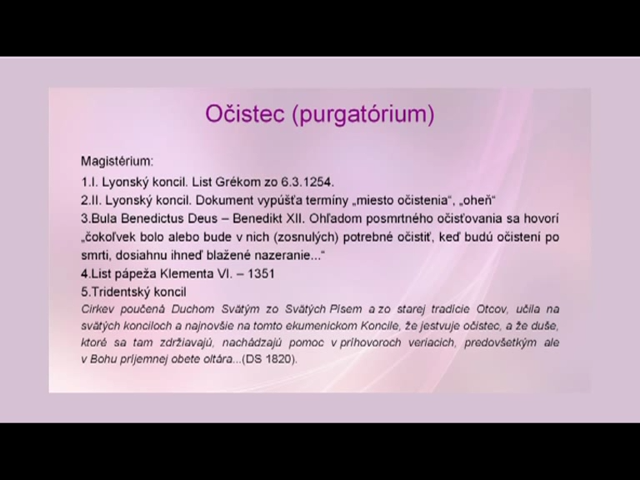 Očistec (purgatórium)
Magistérium:
1.I. Lyonský koncil. List Grékom zo 6.3.1254.
2.II. Lyonský koncil. Dokument vypúšťa termíny „miesto očistenia“, „oheň“
3.Bula Benedictus Deus – Benedikt XII. Ohľadom posmrtného očisťovania sa hovorí
„čokoľvek bolo alebo bude v nich (zosnulých) potrebné očistiť, keď budú očistení po
smrti, dosiahnu ihneď blažené nazeranie...“
4.List pápeža Klementa VI. – 1351
5.Tridentský koncil
Cirkev poučená Duchom Svätým zo Svätých Písem a zo starej tradície Otcov, učila na
svätých konciloch a najnovšie na tomto ekumenickom Koncile, že jestvuje očistec, a že duše,
ktoré sa tam zdržiavajú, nachádzajú pomoc v príhovoroch veriacich, predovšetkým ale
v Bohu príjemnej obete oltára...(DS 1820).